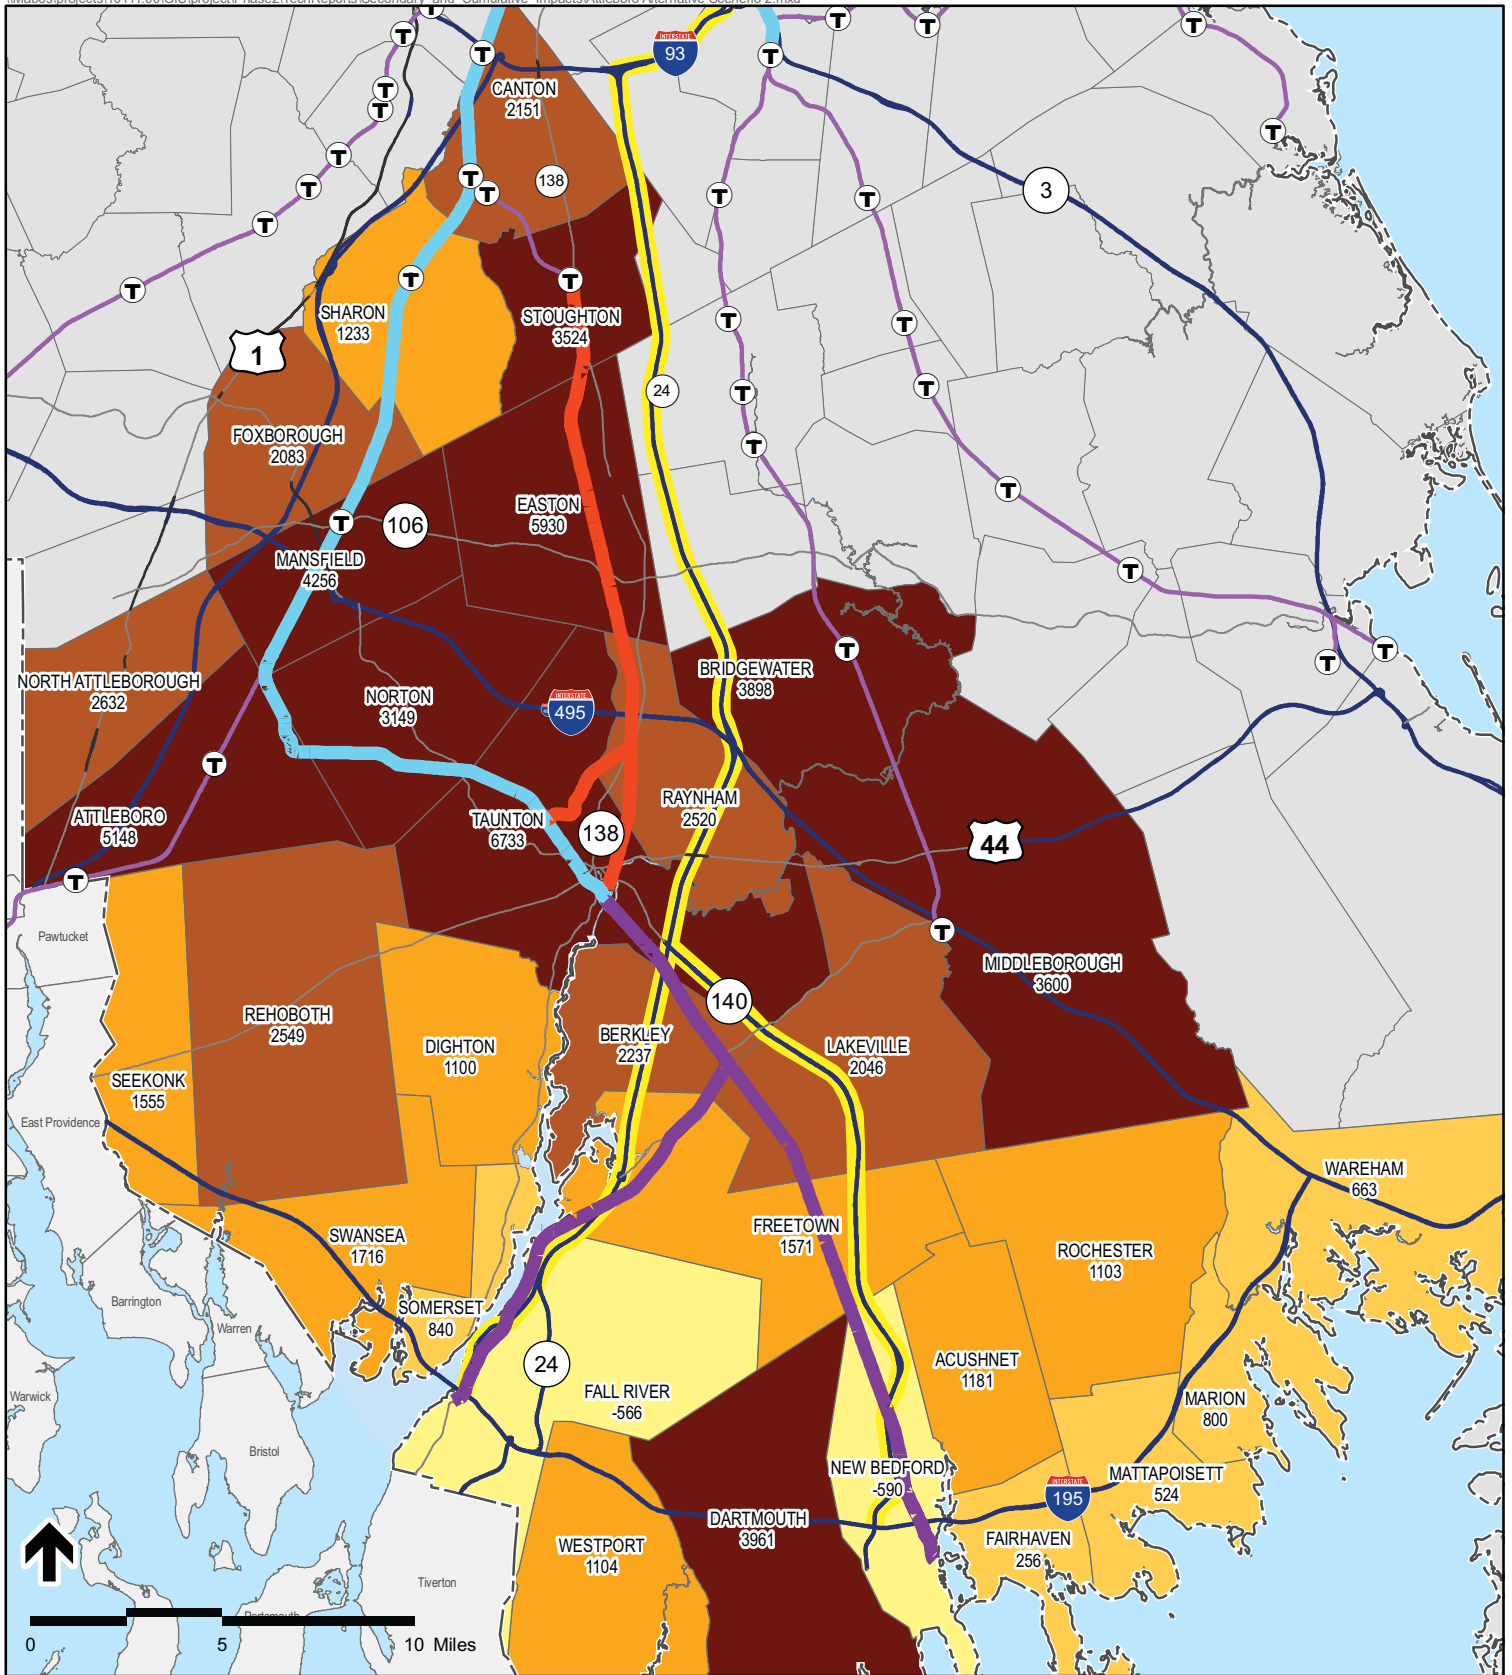 93
CANTON
2151
138
3
SHARON
1233
STOUGHTON
3524
1
24
FOXBOROUGH
2083
EASTON
5930
106
MANSFIELD
4256
BRIDGEWATER
3898
NORTH ATTLEBOROUGH
2632
NORTON
3149
INTERSTATE
495
RAYNHAM
2520
ATTLEBORO
5148
TAUNTON
6733
138
44
Pawtucket
MIDDLEBOROUGH
3600
140
REHOBOTH
2549
BERKLEY
2237
DIGHTON
1100
LAKEVILLE
2046
SEEKONK
1555
East Providence
WAREHAM
663
FREETOWN
1571
SWANSEA
1716
ROCHESTER
1103
Barrington
SOMERSET
840
Warren
24
ACUSHNET
1181
Warwick
FALL RIVER
-566
MARION
800
Bristol
NEW BEDFORD
-590
MATTAPOISETT
524
INTERSTATE
195
DARTMOUTH
3961
FAIRHAVEN
256
WESTPORT
1104
Tiverton
Portsmouth
0 5 10 Miles